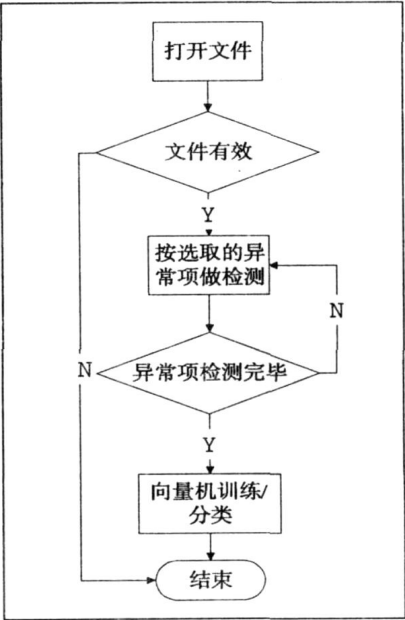 打开文件
文件有效
Y
按选取的异
常项做检测
N
N
异常项检测完毕
Y
向量机训练/
分类
结束